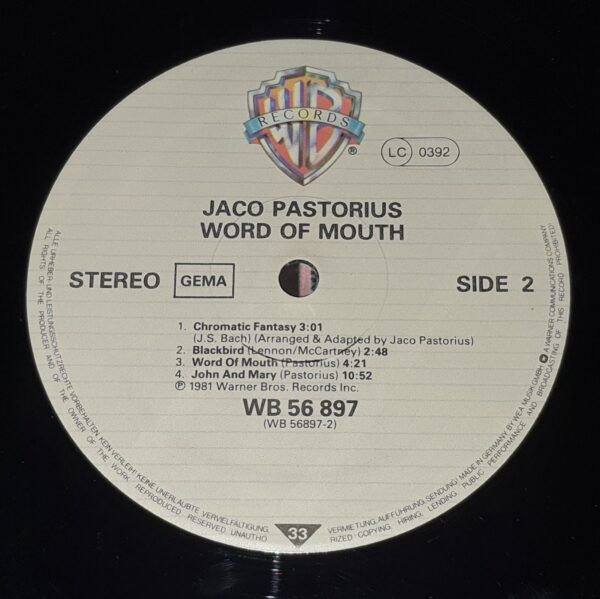 WB
RECORDS
®
LC 0392
JACO PASTORIUS
WORD OF MOUTH
STEREO GEMA SIDE 2
1. Chromatic Fantasy 3:01
(J.S. Bach) (Arranged & Adapted by Jaco Pastorius)
2. Blackbird (Lennon/McCartney) 2:48
3. Word Of Mouth (Pastorius) 4:21
4. John And Mary (Pastorius) 10:52
℗ 1981 Warner Bros. Records Inc.
WB 56 897
(WB 56897-2)
33
ALLE URHEBER UND LEISTUNGSSCHUTZRECHTE VORBEHALTEN. KEIN VERLEIH! KEINE UNERLAUBTE VERVIELFÄLTIGUNG,
VERMIETUNG, AUFFÜHRUNG, SENDUNG! MADE IN GERMANY BY WEA MUSIK GMBH A WARNER COMMUNICATIONS COMPANY
ALL RIGHTS OF THE PRODUCER AND OF THE OWNER OF THE WORK REPRODUCED RESERVED. UNAUTHO
RIZED COPYING, HIRING, LENDING, PUBLIC PERFORMANCE AND BROADCASTING OF THIS RECORD PROHIBITED!